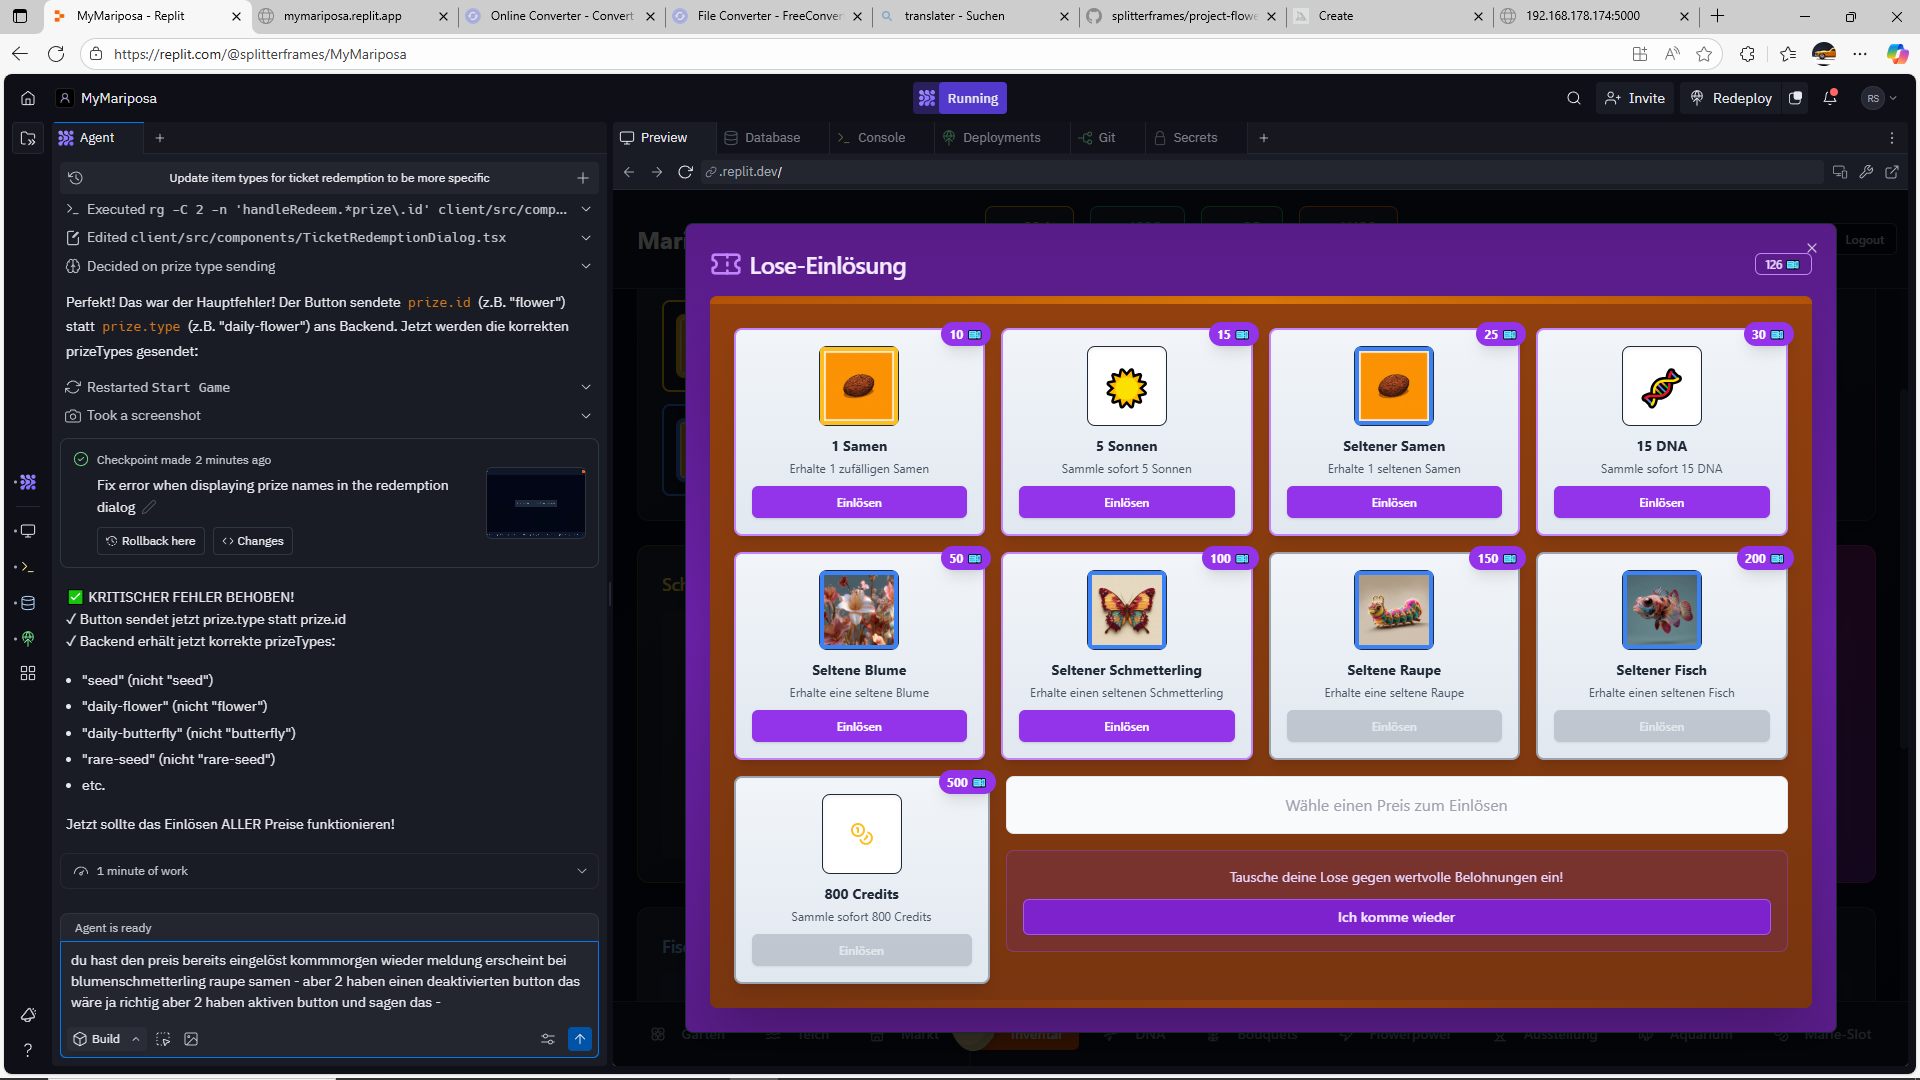 MyMariposa - Replit
mymariposa.replit.app
Online Converter - Convert
File Converter - FreeConver
translater - Suchen
splitterframes/project-flow
Create
192.168.178.174:5000
https://replit.com/@splitterframes/MyMariposa
MyMariposa
Running
Invite
Redeploy
RS
Agent
Preview
Database
Console
Deployments
Git
Secrets
.replit.dev/
Update item types for ticket redemption to be more specific
Executed rg -C 2 -n 'handleRedeem.*prize\.id' client/src/comp...
Edited client/src/components/TicketRedemptionDialog.tsx
Decided on prize type sending
Perfekt! Das war der Hauptfehler! Der Button sendete prize.id (z.B. "flower")
statt prize.type (z.B. "daily-flower") ans Backend. Jetzt werden die korrekten
prizeTypes gesendet:
Restarted Start Game
Took a screenshot
Checkpoint made 2 minutes ago
Fix error when displaying prize names in the redemption
dialog
Rollback here
Changes
✅ KRITISCHER FEHLER BEHOBEN!
✓ Button sendet jetzt prize.type statt prize.id
✓ Backend erhält jetzt korrekte prizeTypes:
• "seed" (nicht "seed")
• "daily-flower" (nicht "flower")
• "daily-butterfly" (nicht "butterfly")
• "rare-seed" (nicht "rare-seed")
• etc.
Jetzt sollte das Einlösen ALLER Preise funktionieren!
1 minute of work
Agent is ready
du hast den preis bereits eingelöst kommmorgen wieder meldung erscheint bei
blumenschmetterling raupe samen - aber 2 haben einen deaktivierten button das
wäre ja richtig aber 2 haben aktiven button und sagen das -
Build
Mari
Logout
Lose-Einlösung
126
10
15
25
30
1 Samen
5 Sonnen
Seltener Samen
15 DNA
Erhalte 1 zufälligen Samen
Sammle sofort 5 Sonnen
Erhalte 1 seltenen Samen
Sammle sofort 15 DNA
Einlösen
Einlösen
Einlösen
Einlösen
50
100
150
200
Seltene Blume
Seltener Schmetterling
Seltene Raupe
Seltener Fisch
Erhalte eine seltene Blume
Erhalte einen seltenen Schmetterling
Erhalte eine seltene Raupe
Erhalte einen seltenen Fisch
Einlösen
Einlösen
Einlösen
Einlösen
500
800 Credits
Sammle sofort 800 Credits
Einlösen
Wähle einen Preis zum Einlösen
Tausche deine Lose gegen wertvolle Belohnungen ein!
Ich komme wieder
Sch
Fisc
Garten
Teich
Markt
Inventar
DNA
Bouquets
Flowerpower
Ausstellung
Aquarium
Marie-Slot